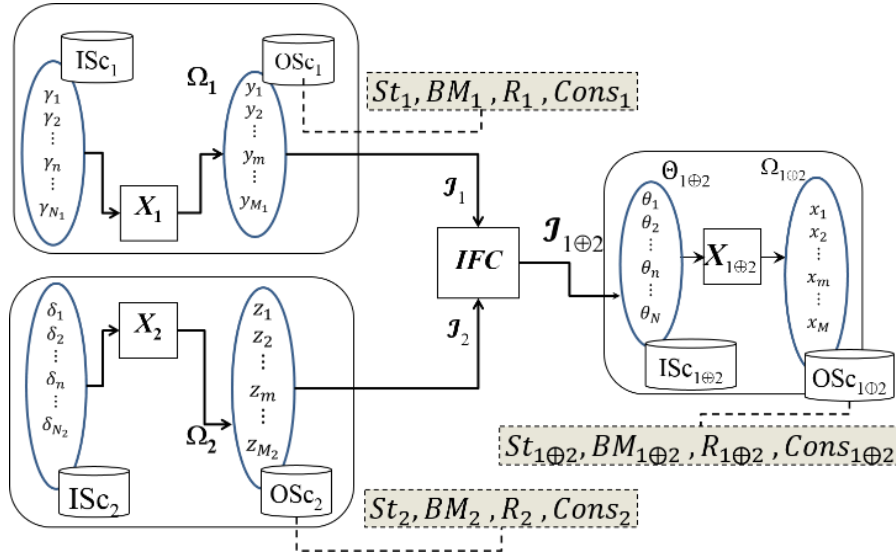 ISc₁
γ₁
γ₂
⋮
γₙ
⋮
γ_N₁
X₁
Ω₁
OSc₁
y₁
y₂
⋮
yₘ
⋮
y_M₁
St₁, BM₁, R₁, Cons₁
𝓘₁
IFC
𝓘₂
𝓘₁⊕₂
δ₁
δ₂
⋮
δₙ
⋮
δ_N₂
ISc₂
X₂
Ω₂
z₁
z₂
⋮
zₘ
⋮
z_M₂
OSc₂
St₂, BM₂, R₂, Cons₂
Θ₁⊕₂
θ₁
θ₂
⋮
θₙ
⋮
θ_N
ISc₁⊕₂
X₁⊕₂
Ω₁⊕₂
x₁
x₂
⋮
xₘ
⋮
x_M
OSc₁⊕₂
St₁⊕₂, BM₁⊕₂, R₁⊕₂, Cons₁⊕₂